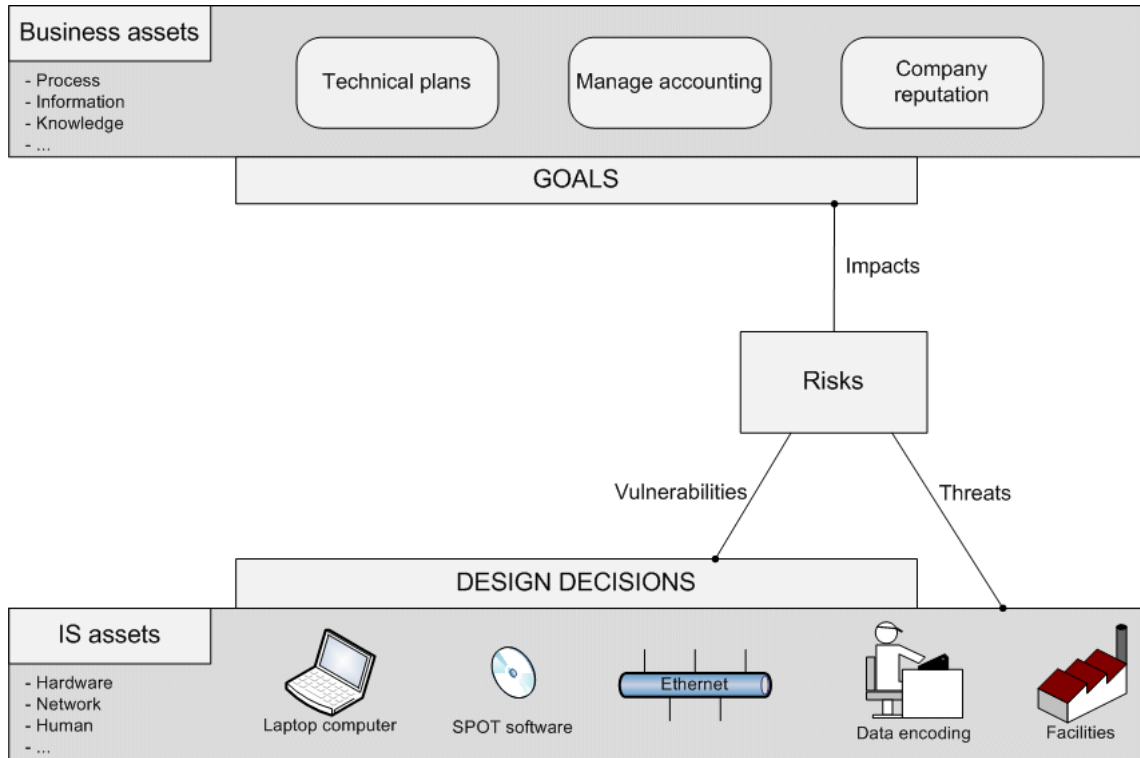 Business assets
- Process
- Information
- Knowledge
- ...
Technical plans
Manage accounting
Company
reputation
GOALS
Impacts
Risks
Vulnerabilities
Threats
DESIGN DECISIONS
IS assets
- Hardware
- Network
- Human
- ...
Laptop computer
SPOT software
Ethernet
Data encoding
Facilities